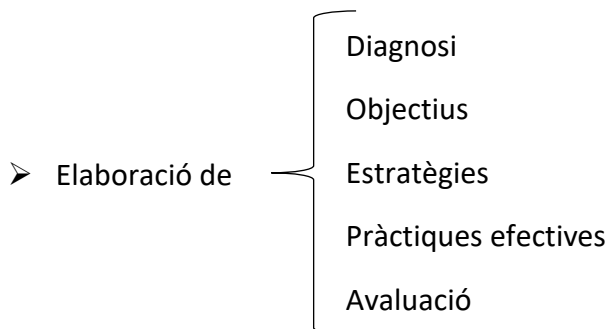 Diagnosi
Objectius
➢ Elaboració de
Estratègies
Pràctiques efectives
Avaluació